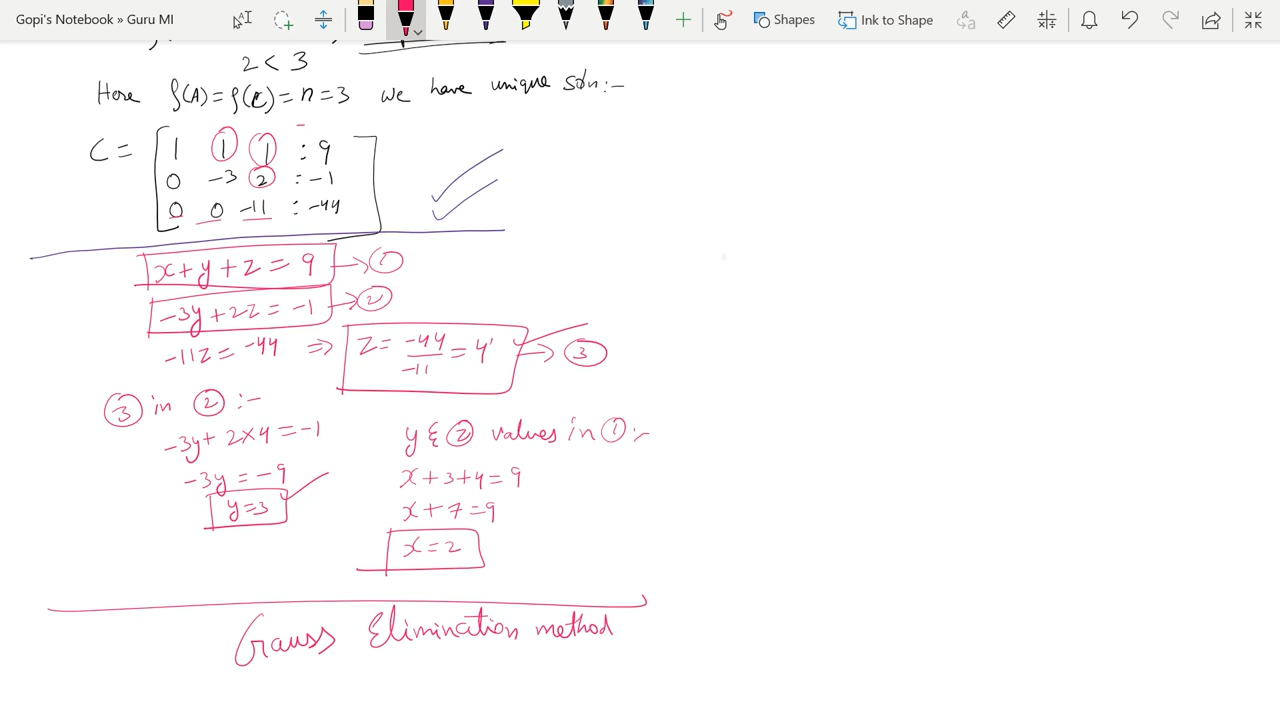 Gopi's Notebook » Guru MI
Shapes
Ink to Shape
2 < 3
Here ρ(A) = ρ(C) = n = 3 we have unique soln:-
C = [ 1 1 1 : 9
0 -3 2 : -1
0 0 -11 : -44 ]
x + y + z = 9 → ①
-3y + 2z = -1 → ②
-11z = -44 ⇒ z = -44/-11 = 4 → ③
③ in ② :-
-3y + 2×4 = -1
-3y = -9
y = 3
y & ② values in ① :-
x + 3 + 4 = 9
x + 7 = 9
x = 2
Gauss Elimination method